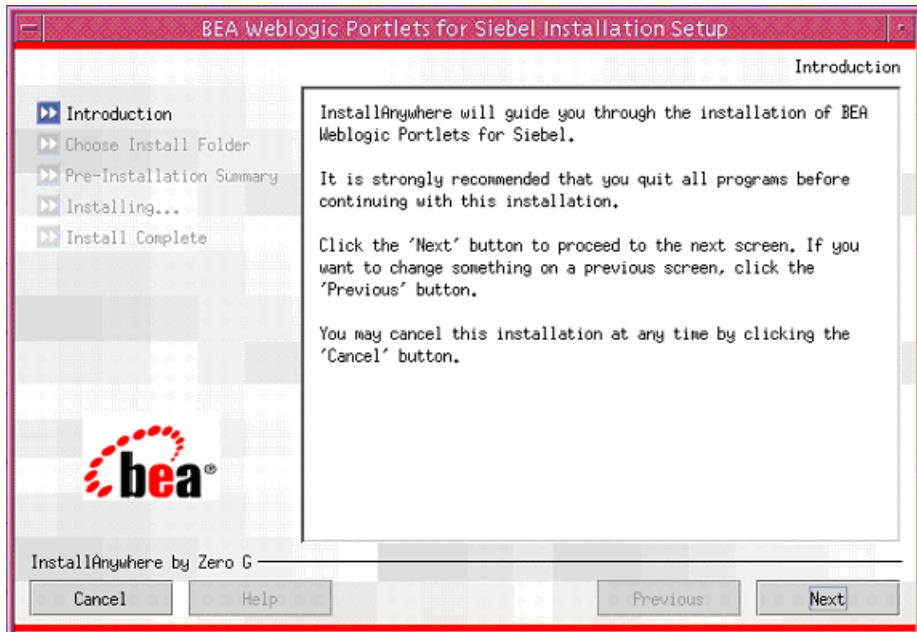 BEA Weblogic Portlets for Siebel Installation Setup
Introduction
Introduction
Choose Install Folder
Pre-Installation Summary
Installing...
Install Complete
InstallAnywhere will guide you through the installation of BEA
Weblogic Portlets for Siebel.
It is strongly recommended that you quit all programs before
continuing with this installation.
Click the 'Next' button to proceed to the next screen. If you
want to change something on a previous screen, click the
'Previous' button.
You may cancel this installation at any time by clicking the
'Cancel' button.
bea®
InstallAnywhere by Zero G
Cancel
Help
Previous
Next